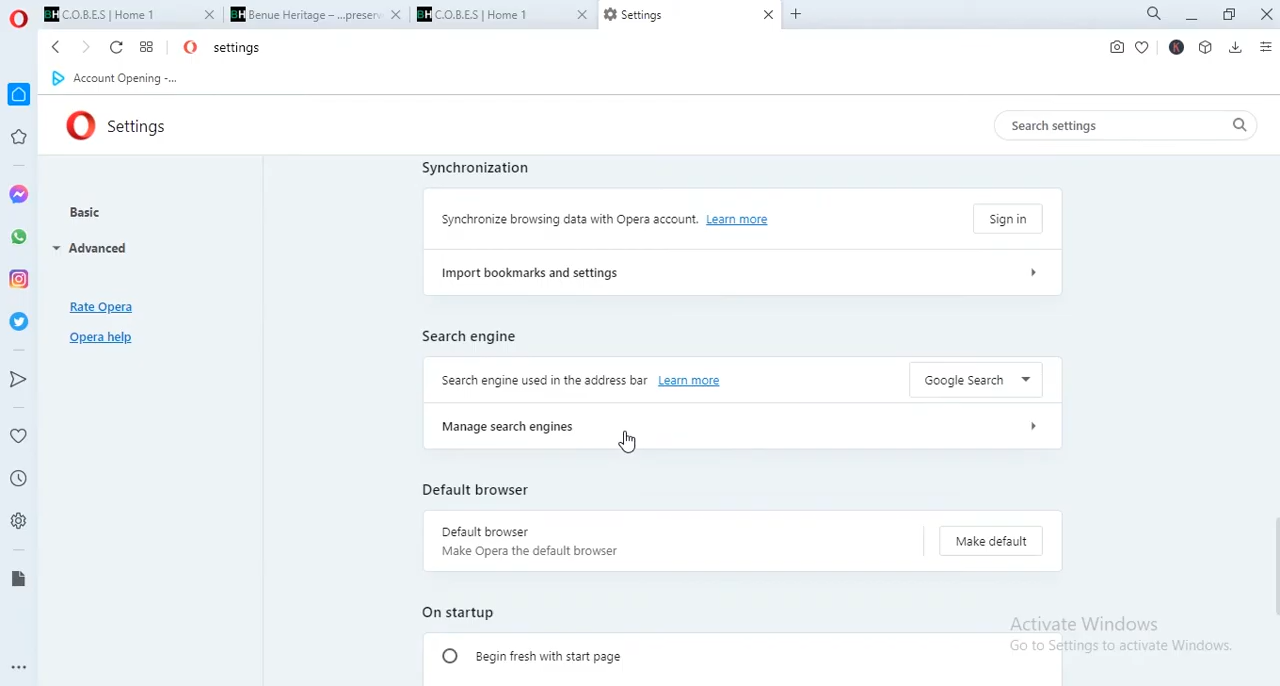 C.O.B.E.S | Home 1
Benue Heritage – ...preserv
C.O.B.E.S | Home 1
Settings
settings
Account Opening -...
Settings
Search settings
Basic
Advanced
Rate Opera
Opera help
Synchronization
Synchronize browsing data with Opera account. Learn more
Sign in
Import bookmarks and settings
Search engine
Search engine used in the address bar Learn more
Google Search
Manage search engines
Default browser
Default browser
Make Opera the default browser
Make default
On startup
Begin fresh with start page
Activate Windows
Go to Settings to activate Windows.